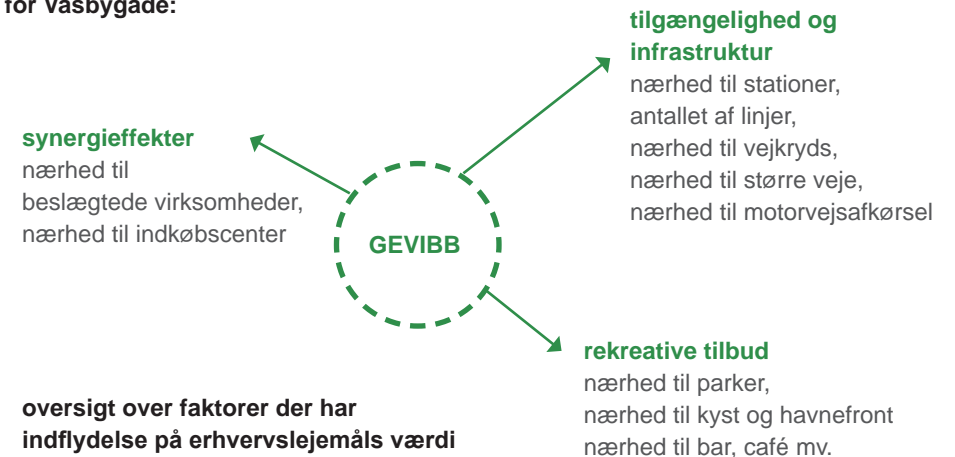 for Vasbygade:
tilgængelighed og
infrastruktur
nærhed til stationer,
antallet af linjer,
nærhed til vejkryds,
nærhed til større veje,
nærhed til motorvejsafkørsel
synergieffekter
nærhed til
beslægtede virksomheder,
nærhed til indkøbscenter
GEVIBB
rekreative tilbud
nærhed til parker,
nærhed til kyst og havnefront
nærhed til bar, café mv.
oversigt over faktorer der har
indflydelse på erhvervslejemåls værdi